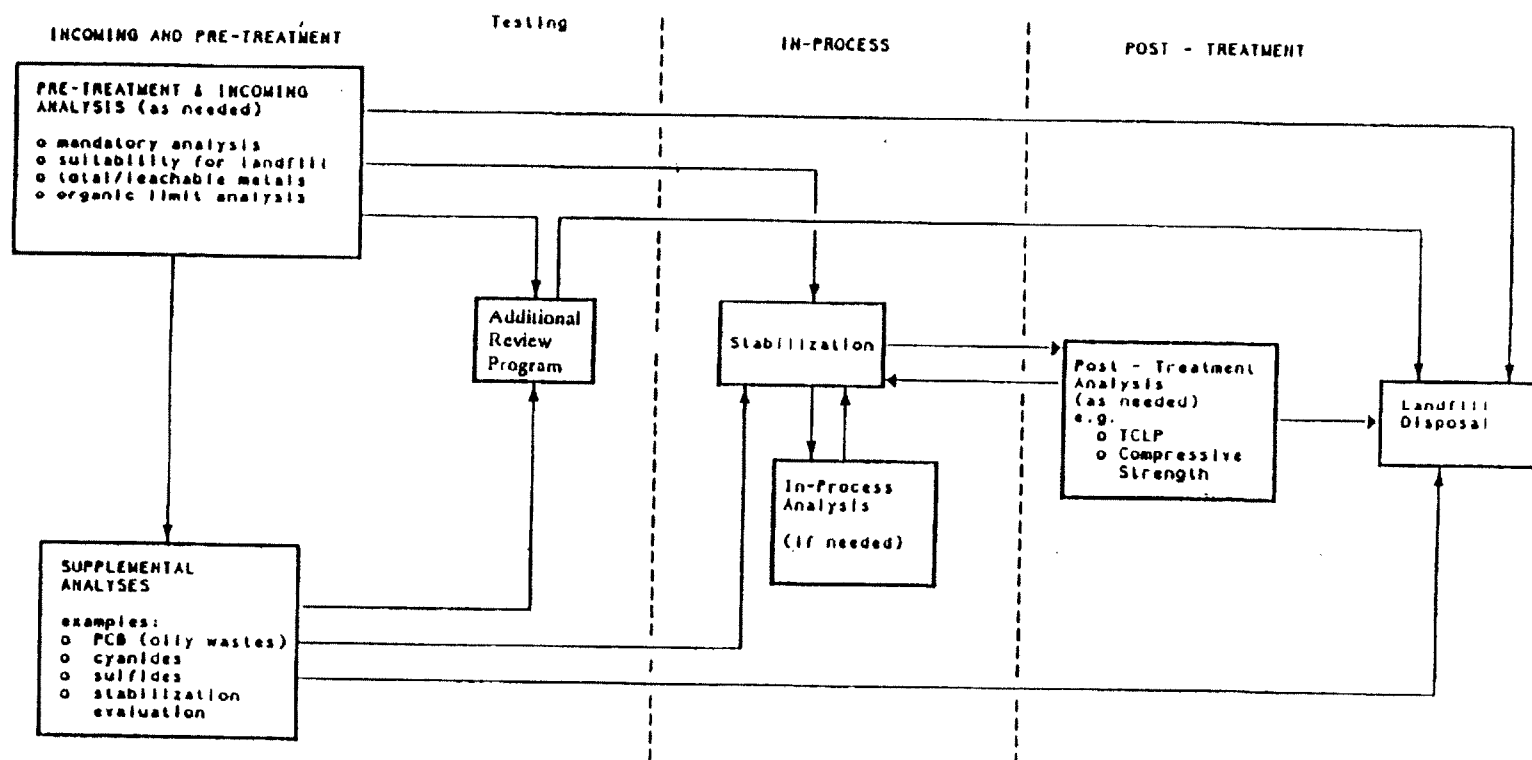 Testing
INCOMING AND PRE-TREATMENT
IN-PROCESS
POST - TREATMENT
PRE-TREATMENT & INCOMING
ANALYSIS (as needed)
o mandatory analysis
o suitability for landfill
o total/leachable metals
o organic limit analysis
Additional
Review
Program
Stabilization
Post - Treatment
Analysis
(as needed)
e.g.
o TCLP
o Compressive
Strength
Landfill
Disposal
In-Process
Analysis
(if needed)
SUPPLEMENTAL
ANALYSES
examples:
o PCB (oily wastes)
o cyanides
o sulfides
o stabilization
evaluation